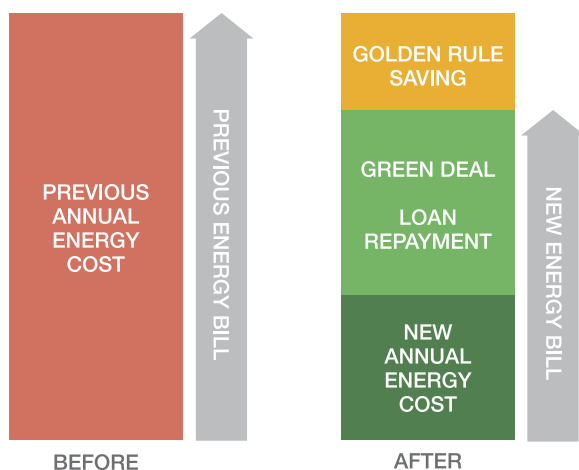 PREVIOUS
ANNUAL
ENERGY
COST
PREVIOUS ENERGY BILL
BEFORE
GOLDEN RULE
SAVING
GREEN DEAL
LOAN
REPAYMENT
NEW
ANNUAL
ENERGY
COST
NEW ENERGY BILL
AFTER